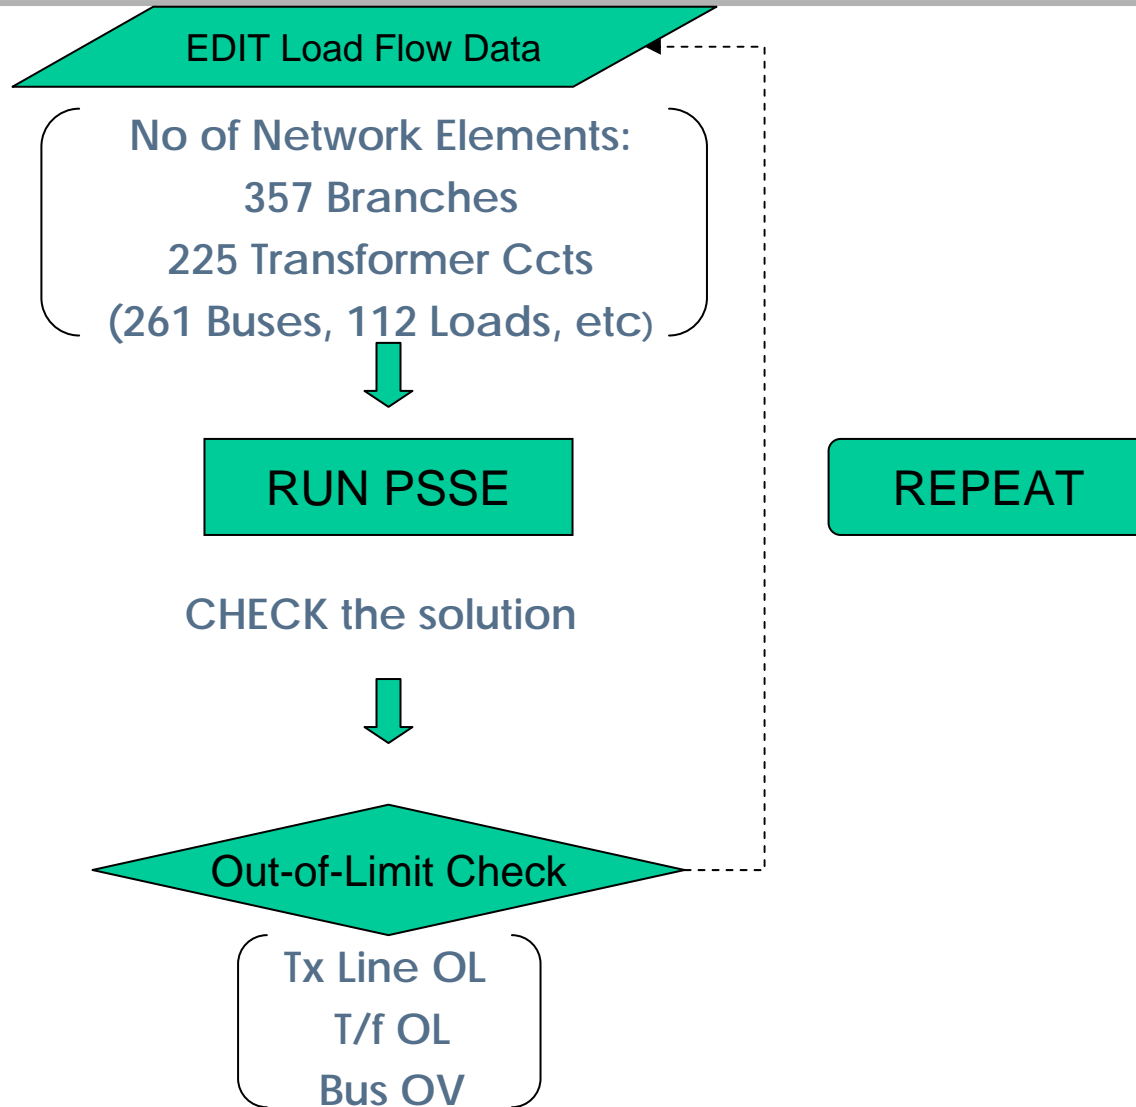 EDIT Load Flow Data
No of Network Elements:
357 Branches
225 Transformer Ccts
(261 Buses, 112 Loads, etc)
RUN PSSE
REPEAT
CHECK the solution
Out-of-Limit Check
Tx Line OL
T/f OL
Bus OV